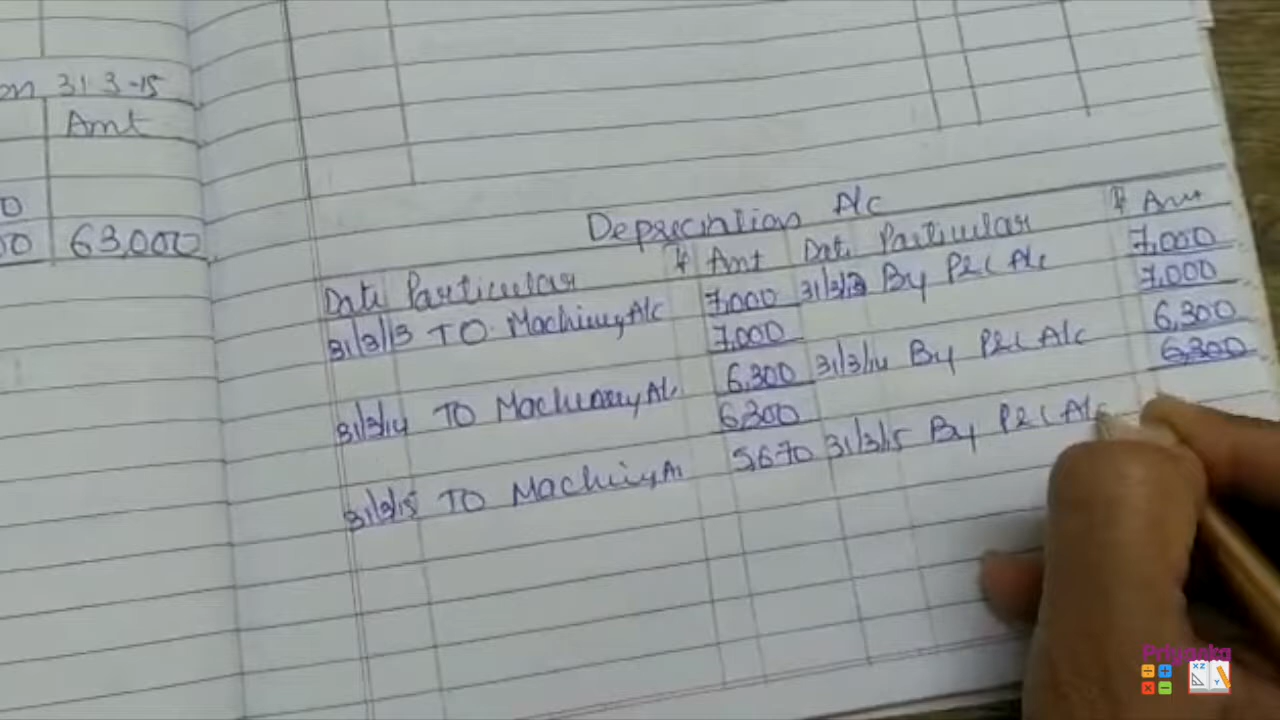 on 31-3-15
Amt
0
00 63,000
Depreciation A/c
Date Particular ₹ Amt Date Particular ₹ Amt
31/3/13 TO Machinery A/c 7,000 31/3/13 By P&L A/c 7,000
7,000 7,000
31/3/14 TO Machinery A/c 6,300 31/3/14 By P&L A/c 6,300
6,300 6,300
31/3/15 TO Machinery A/c 5,670 31/3/15 By P&L A/c
Priyanka